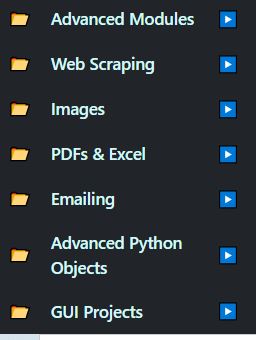 Advanced Modules
Web Scraping
Images
PDFs & Excel
Emailing
Advanced Python
Objects
GUI Projects